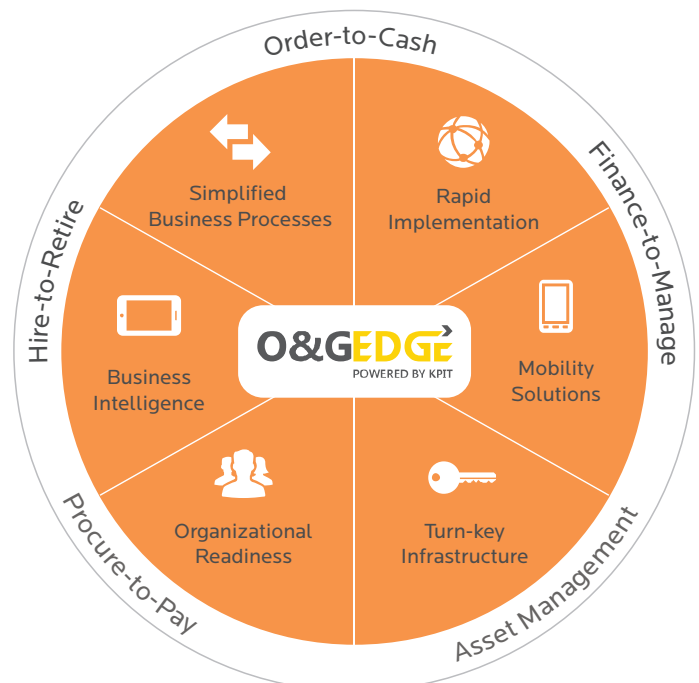 Order-to-Cash
Finance-to-Manage
Asset Management
Procure-to-Pay
Hire-to-Retire
Simplified
Business Processes
Rapid
Implementation
Business
Intelligence
O&GEDGE
POWERED BY KPIT
Mobility
Solutions
Organizational
Readiness
Turn-key
Infrastructure